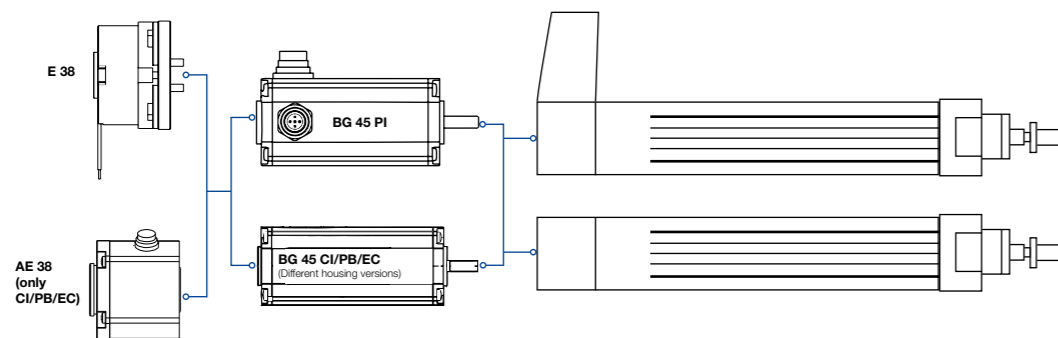 E 38
BG 45 PI
AE 38
(only
CI/PB/EC)
BG 45 CI/PB/EC
(Different housing versions)